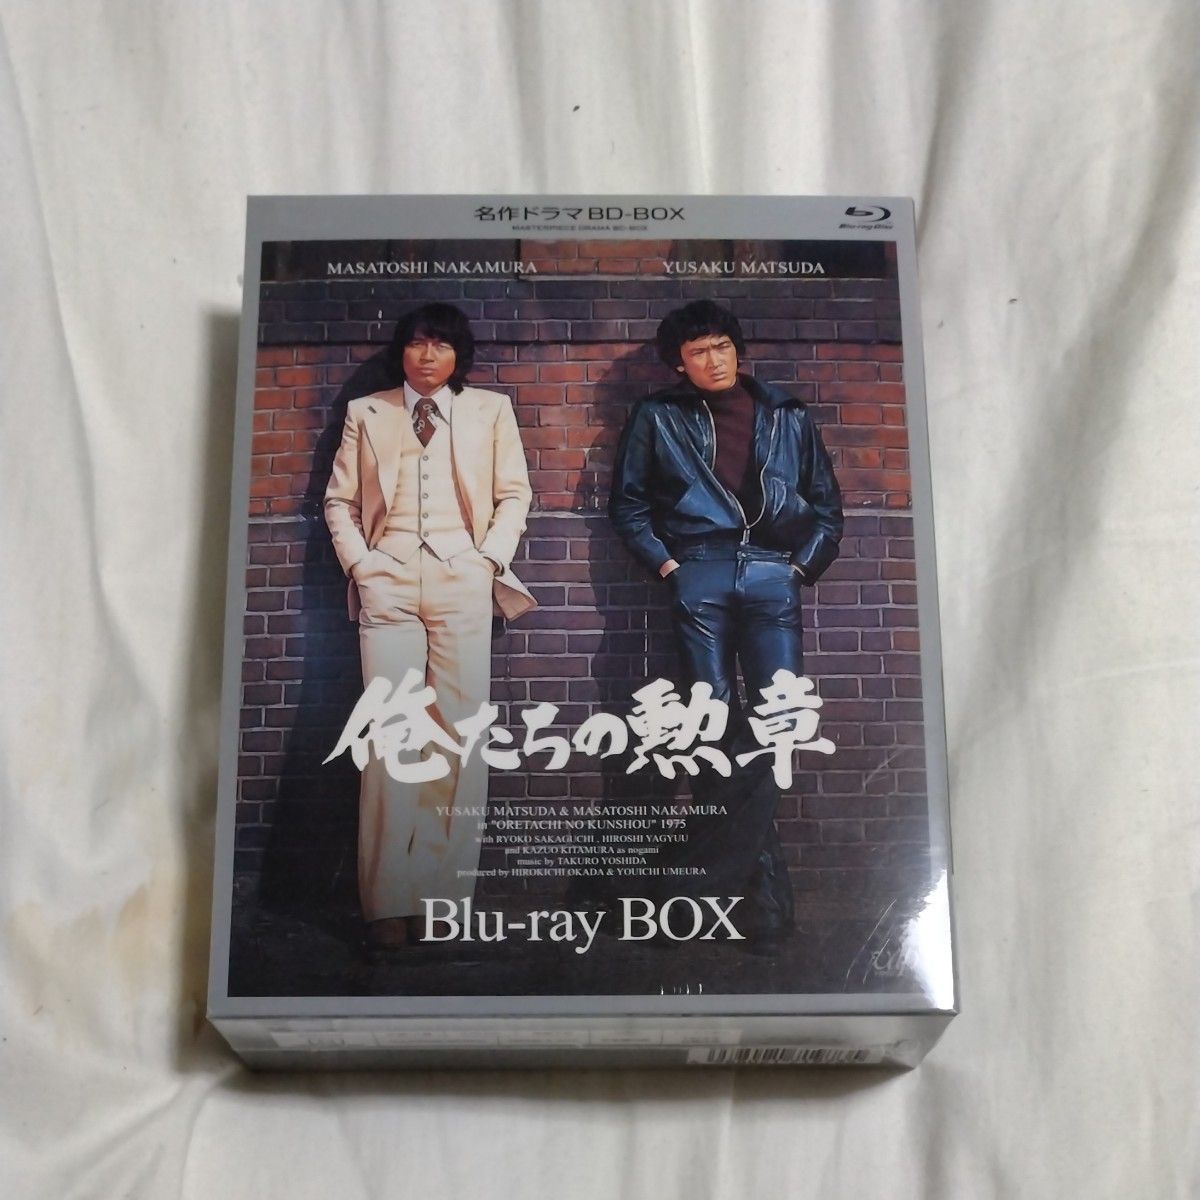 名作ドラマBD-BOX
MASTERPIECE DRAMA BD-BOX
Blu-ray Disc
MASATOSHI NAKAMURA
YUSAKU MATSUDA
俺たちの勲章
YUSAKU MATSUDA & MASATOSHI NAKAMURA
in "ORETACHI NO KUNSHOU" 1975
with RYOKO SAKAGUCHI , HIROSHI YAGYUU
and KAZUO KITAMURA as nogami
music by TAKURO YOSHIDA
produced by HIROKICHI OKADA & YOUICHI UMEURA
Blu-ray BOX